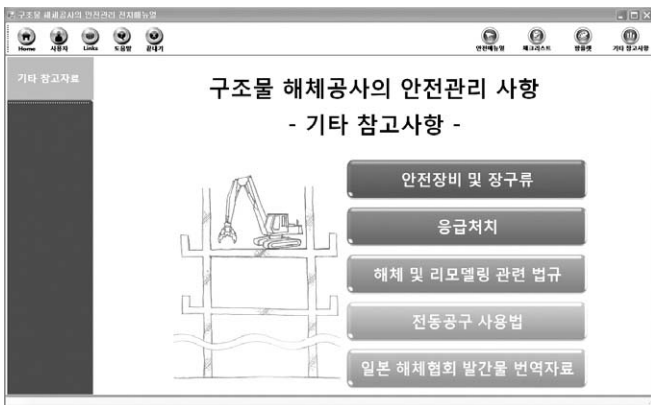 구조물 해체공사의 안전관리 전자매뉴얼
Home 사용자 Links 도움말 끝내기
안전매뉴얼 체크리스트 팜플렛 기타 참고사항
기타 참고자료
구조물 해체공사의 안전관리 사항
- 기타 참고사항 -
안전장비 및 장구류
응급처치
해체 및 리모델링 관련 법규
전동공구 사용법
일본 해체협회 발간물 번역자료